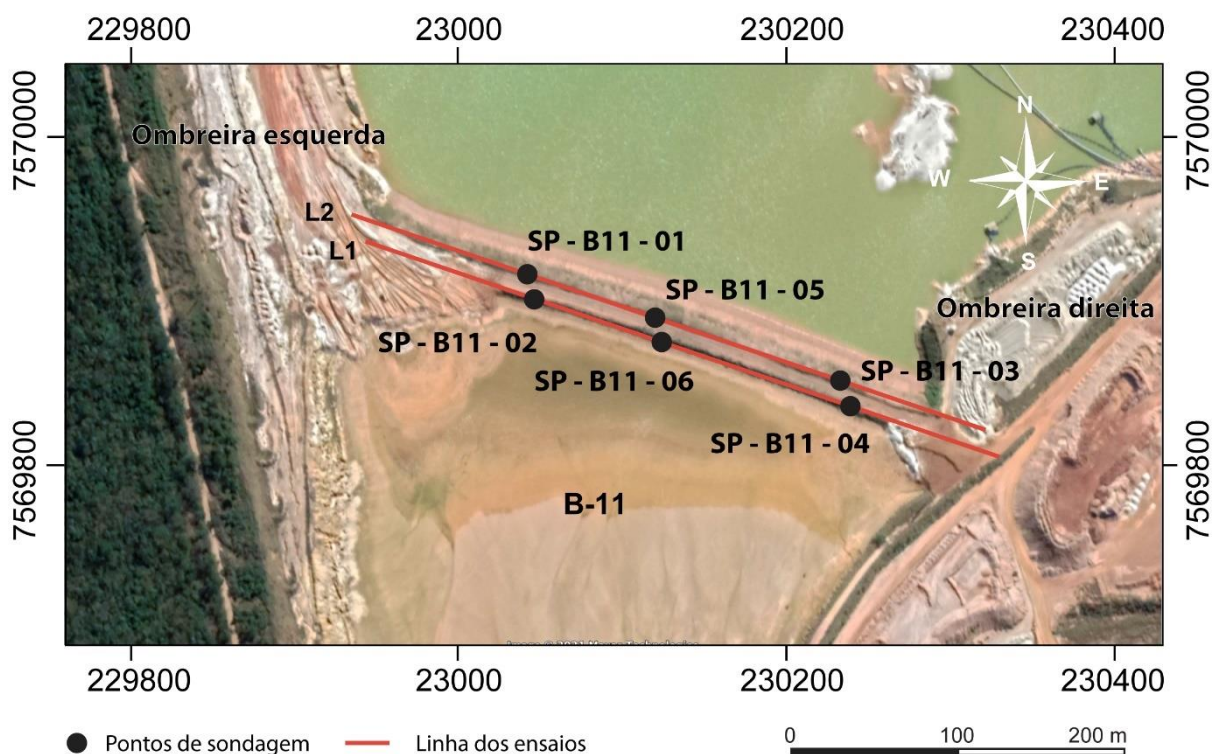 229800 23000 230200 230400
7570000
7570000
N
Ombreira esquerda
W E
L2
S
SP - B11 - 01
L1
SP - B11 - 05
Ombreira direita
SP - B11 - 02
SP - B11 - 03
SP - B11 - 06
SP - B11 - 04
7569800
7569800
B-11
229800 23000 230200 230400
0 100 200 m
Pontos de sondagem Linha dos ensaios